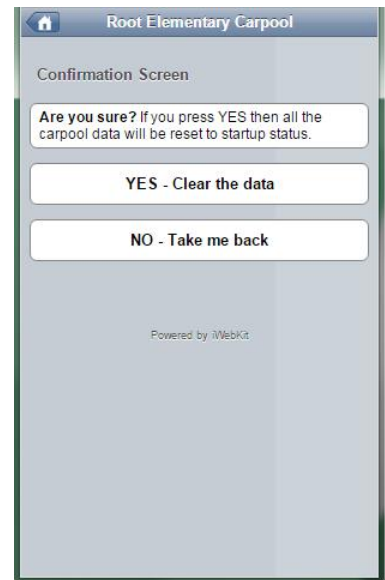 Root Elementary Carpool
Confirmation Screen
Are you sure? If you press YES then all the
carpool data will be reset to startup status.
YES - Clear the data
NO - Take me back
Powered by iWebKit